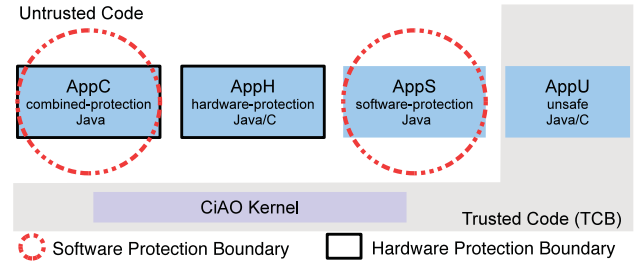 Untrusted Code
AppC
combined-protection
Java
AppH
hardware-protection
Java/C
AppS
software-protection
Java
AppU
unsafe
Java/C
CiAO Kernel
Trusted Code (TCB)
Software Protection Boundary
Hardware Protection Boundary